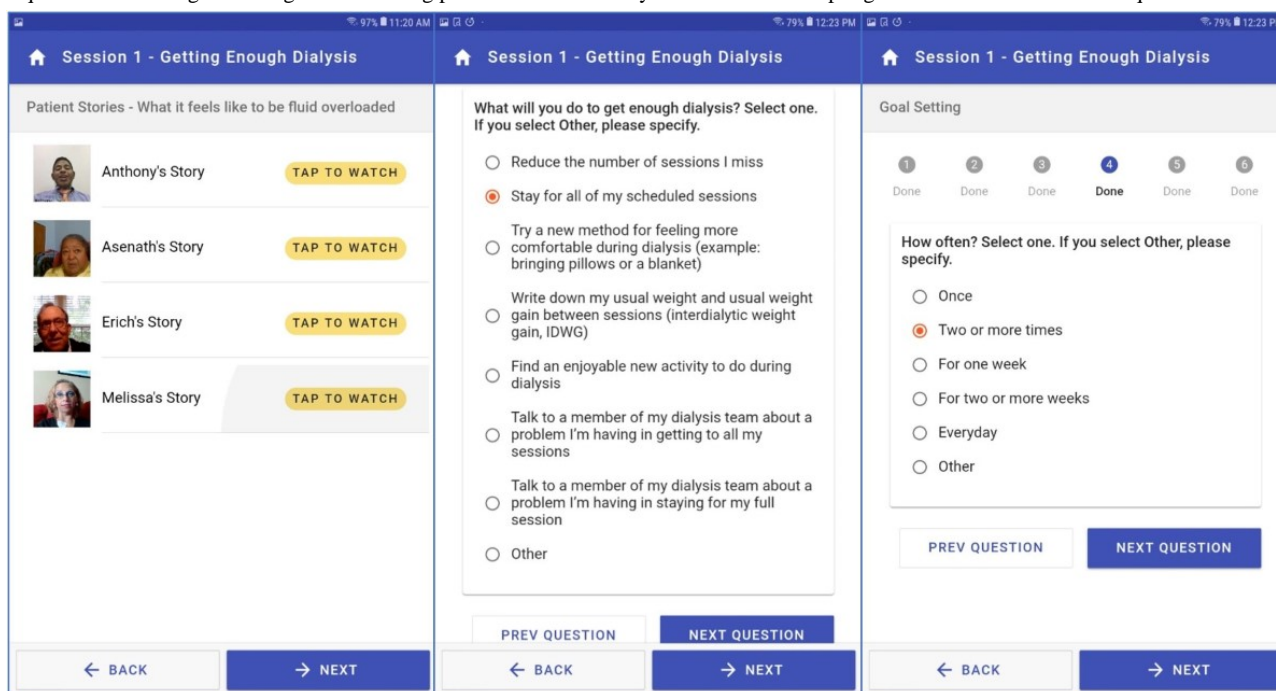 97% 11:20 AM
Session 1 - Getting Enough Dialysis
Patient Stories - What it feels like to be fluid overloaded
Anthony's Story
TAP TO WATCH
Asenath's Story
TAP TO WATCH
Erich's Story
TAP TO WATCH
Melissa's Story
TAP TO WATCH
← BACK
→ NEXT
79% 12:23 PM
Session 1 - Getting Enough Dialysis
What will you do to get enough dialysis? Select one.
If you select Other, please specify.
Reduce the number of sessions I miss
Stay for all of my scheduled sessions
Try a new method for feeling more
comfortable during dialysis (example:
bringing pillows or a blanket)
Write down my usual weight and usual weight
gain between sessions (interdialytic weight
gain, IDWG)
Find an enjoyable new activity to do during
dialysis
Talk to a member of my dialysis team about a
problem I'm having in getting to all my
sessions
Talk to a member of my dialysis team about a
problem I'm having in staying for my full
session
Other
PREV QUESTION
NEXT QUESTION
← BACK
→ NEXT
79% 12:23 P
Session 1 - Getting Enough Dialysis
Goal Setting
1 2 3 4 5 6
Done Done Done Done Done Done
How often? Select one. If you select Other, please
specify.
Once
Two or more times
For one week
For two or more weeks
Everyday
Other
PREV QUESTION
NEXT QUESTION
← BACK
→ NEXT